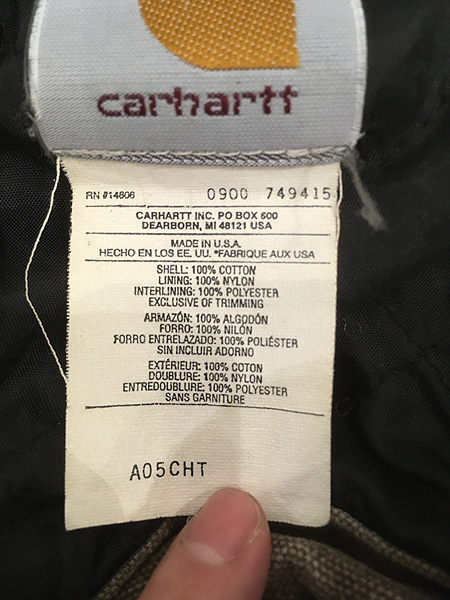 carhartt
RN #14806 0900 749415
CARHARTT INC. PO BOX 600
DEARBORN, MI 48121 USA
MADE IN U.S.A.
HECHO EN LOS EE. UU. *FABRIQUE AUX USA
SHELL: 100% COTTON
LINING: 100% NYLON
INTERLINING: 100% POLYESTER
EXCLUSIVE OF TRIMMING
ARMAZÓN: 100% ALGODÓN
FORRO: 100% NILÓN
FORRO ENTRELAZADO: 100% POLIÉSTER
SIN INCLUIR ADORNO
EXTÉRIEUR: 100% COTON
DOUBLURE: 100% NYLON
ENTREDOUBLURE: 100% POLYESTER
SANS GARNITURE
A05CHT